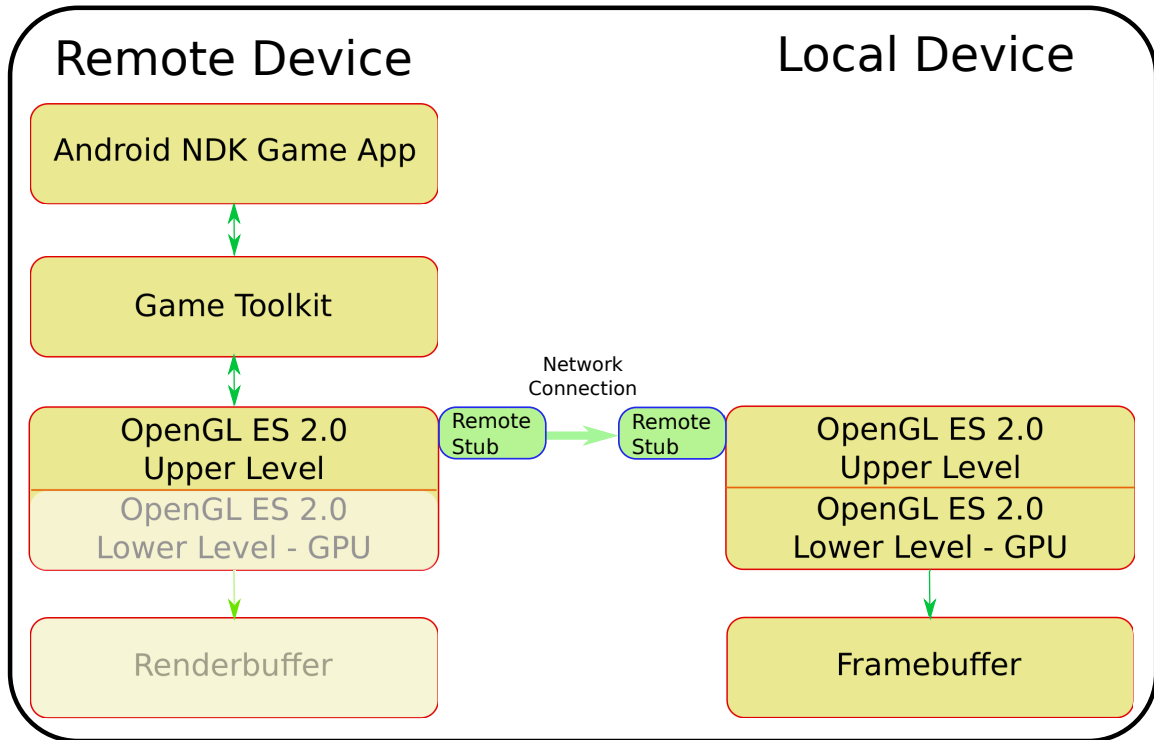 Remote Device
Local Device
Android NDK Game App
Game Toolkit
Network
Connection
OpenGL ES 2.0
Upper Level
OpenGL ES 2.0
Lower Level - GPU
Remote
Stub
Remote
Stub
OpenGL ES 2.0
Upper Level
OpenGL ES 2.0
Lower Level - GPU
Renderbuffer
Framebuffer